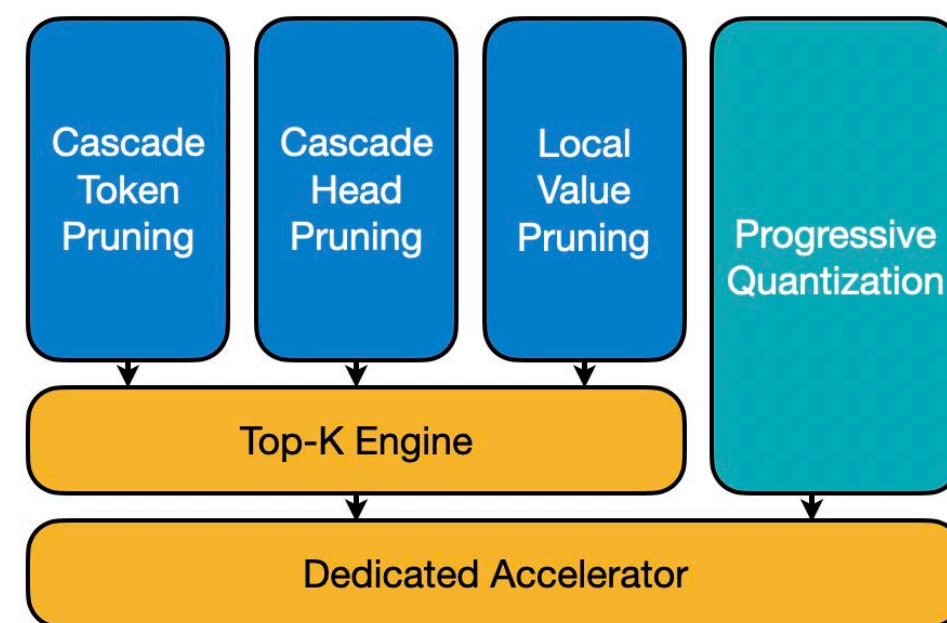 Cascade
Token
Pruning
Cascade
Head
Pruning
Local
Value
Pruning
Progressive
Quantization
Top-K Engine
Dedicated Accelerator